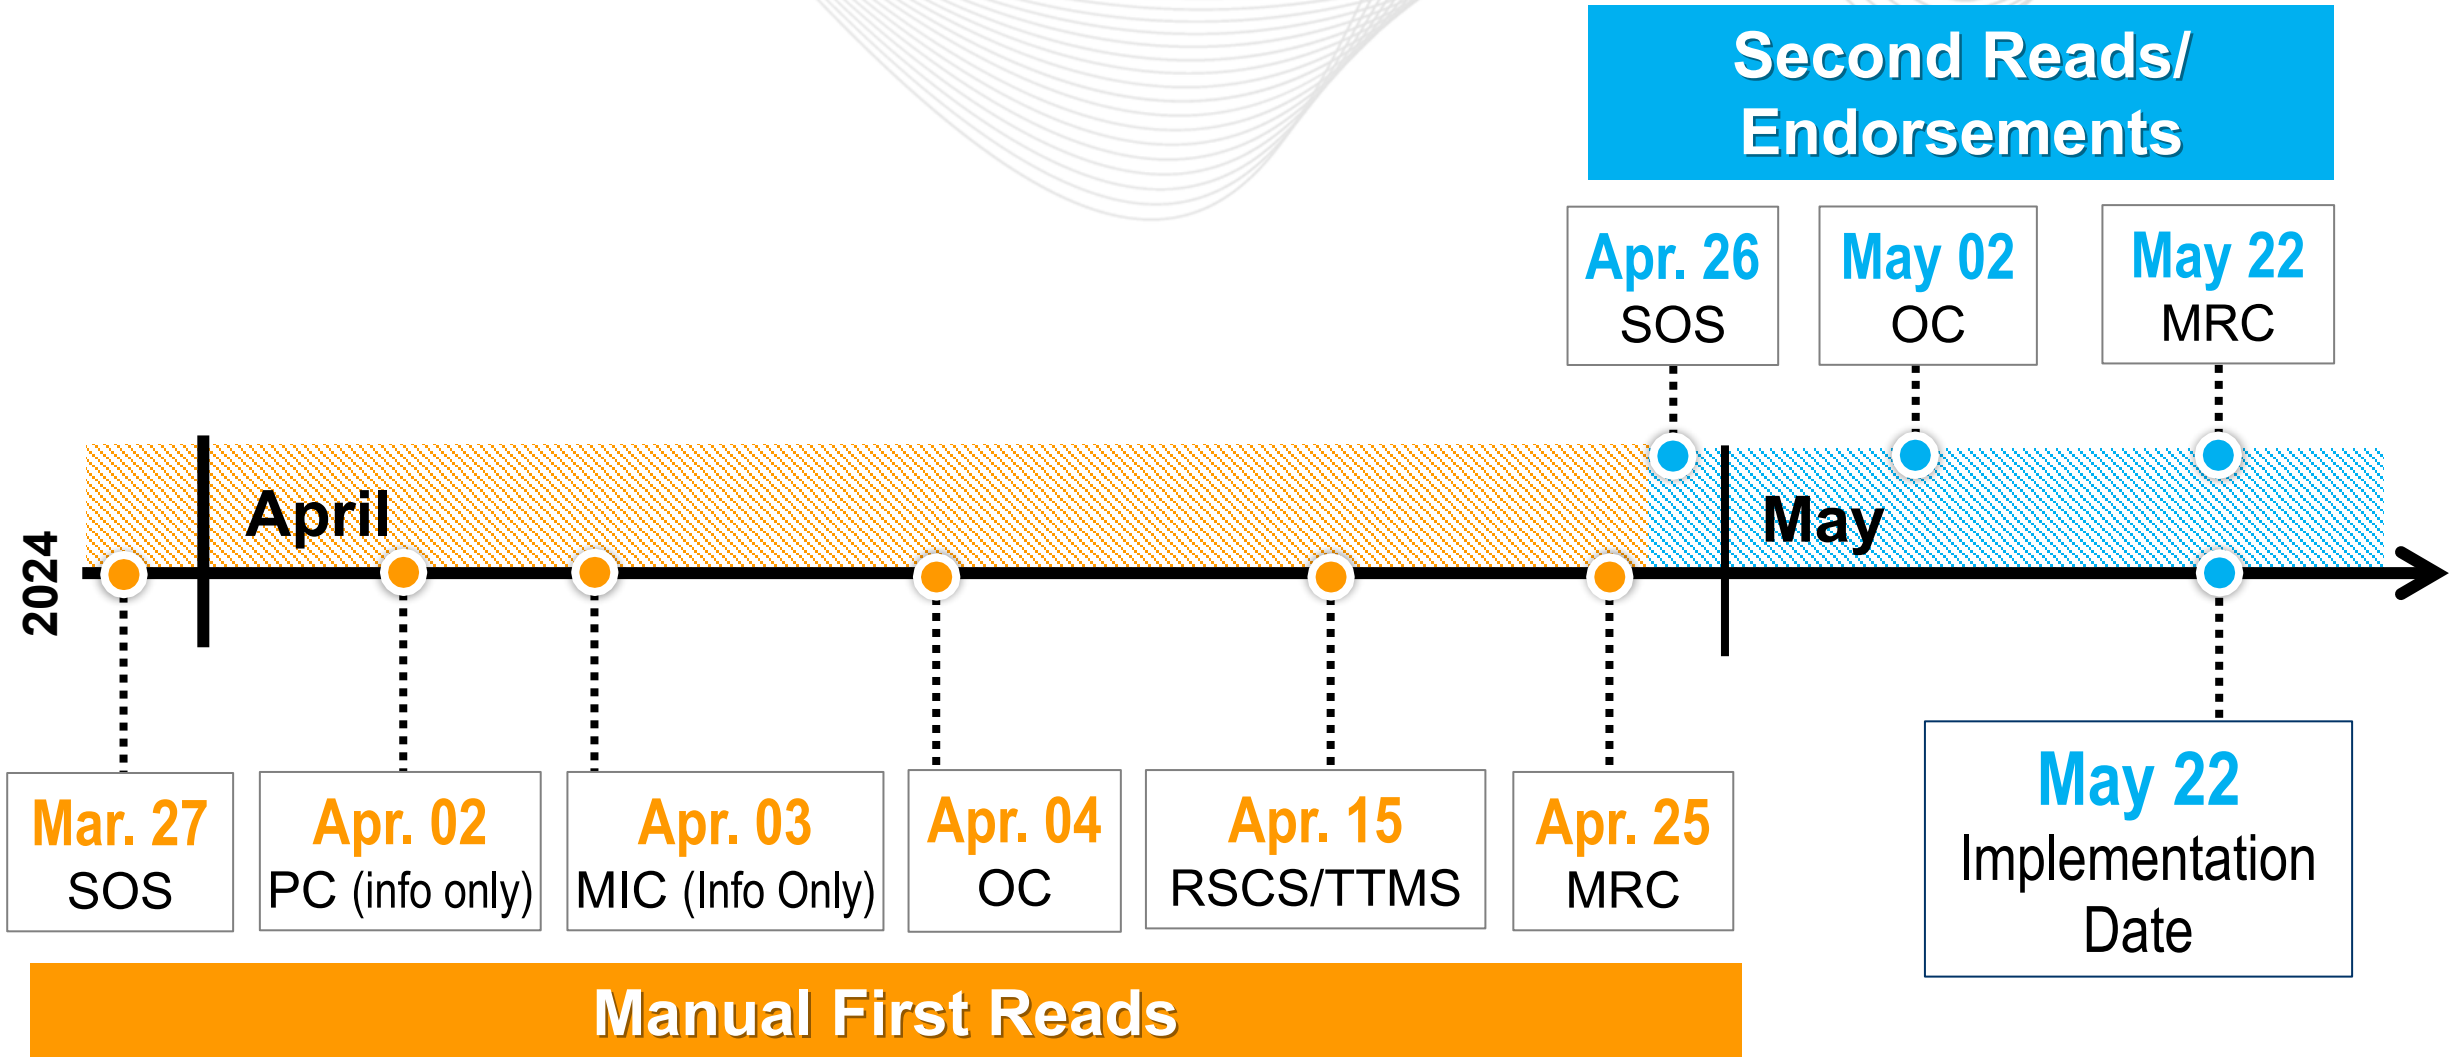 Second Reads/
Endorsements
Apr. 26
SOS
May 02
OC
May 22
MRC
2024
April
May
Mar. 27
SOS
Apr. 02
PC (info only)
Apr. 03
MIC (Info Only)
Apr. 04
OC
Apr. 15
RSCS/TTMS
Apr. 25
MRC
May 22
Implementation
Date
Manual First Reads